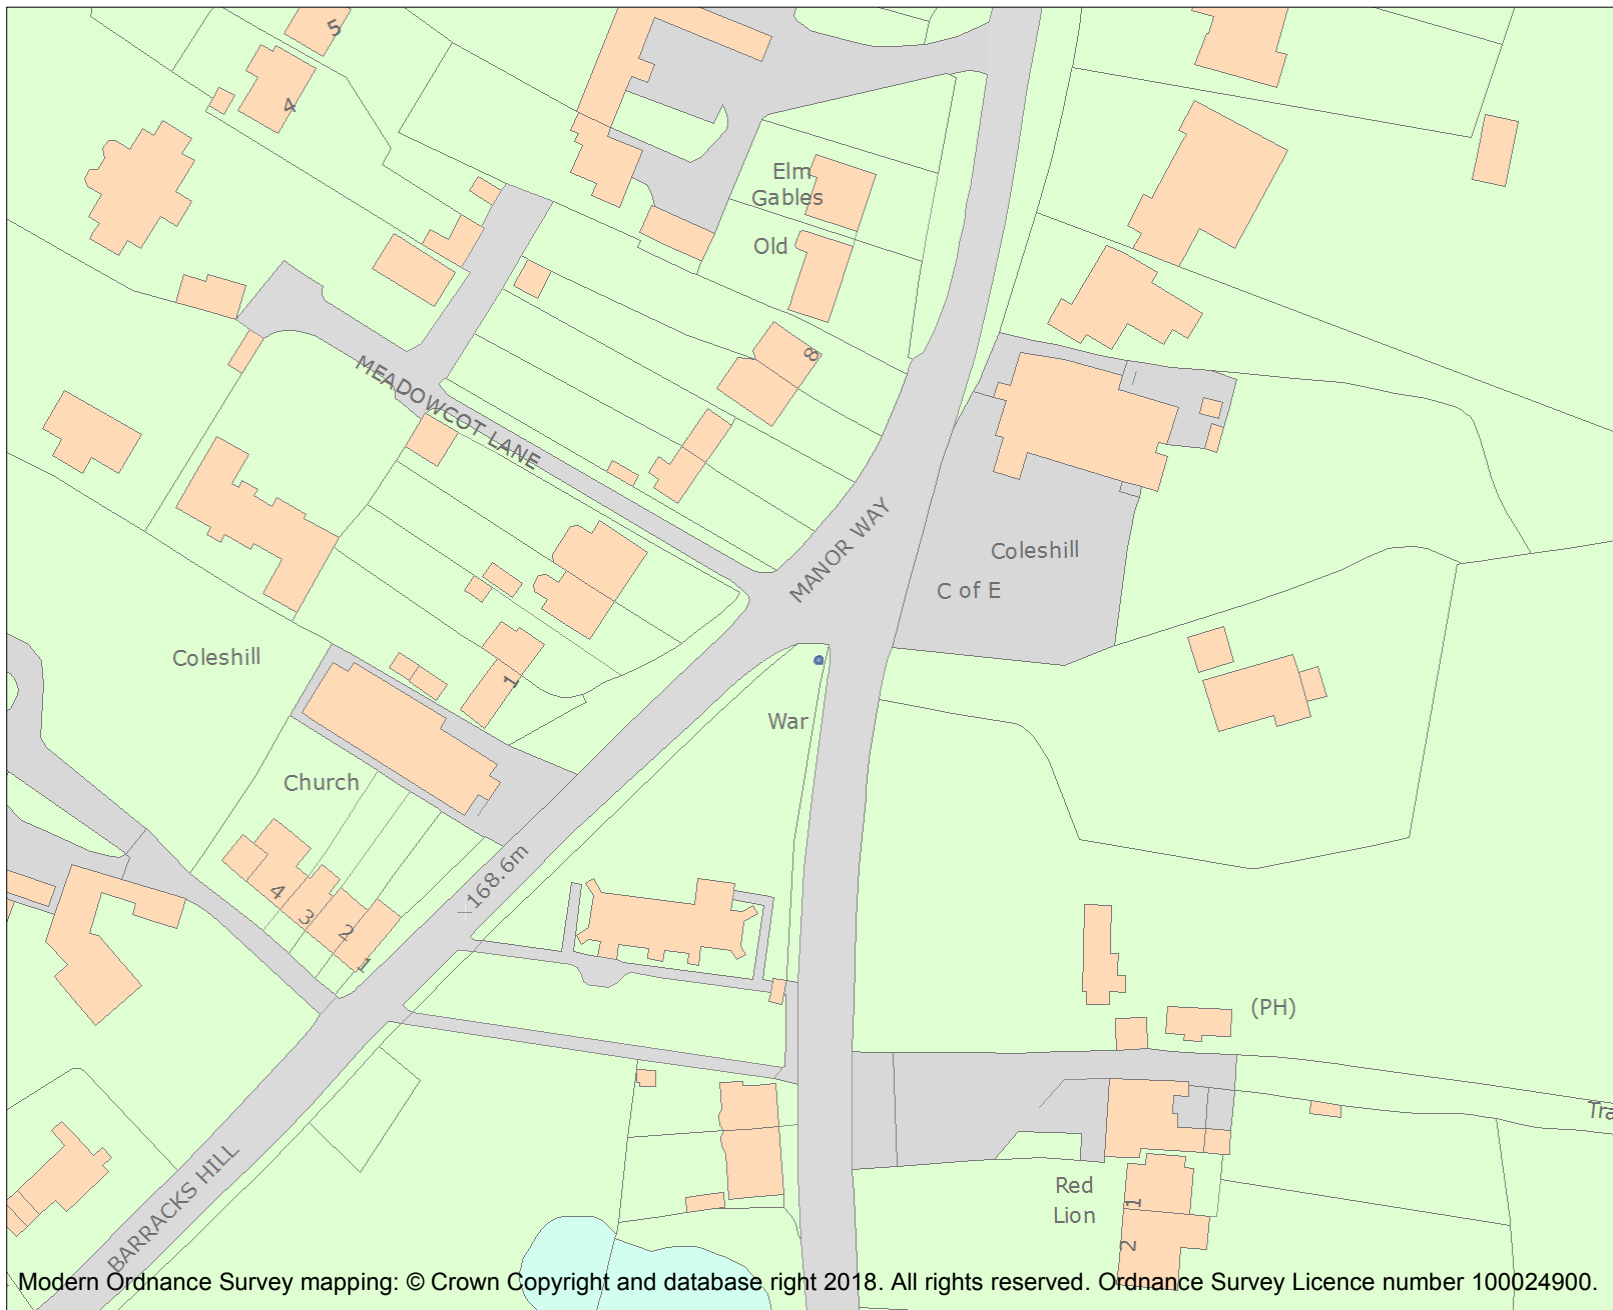 5
4
Elm
Gables
Old
8
MEADOWCOT LANE
MANOR WAY
Coleshill
C of E
Coleshill
1
War
Church
168.6m
4
3
2
1
(PH)
Tra
Red
Lion
1
2
BARRACKS HILL
Modern Ordnance Survey mapping: © Crown Copyright and database right 2018. All rights reserved. Ordnance Survey Licence number 100024900.